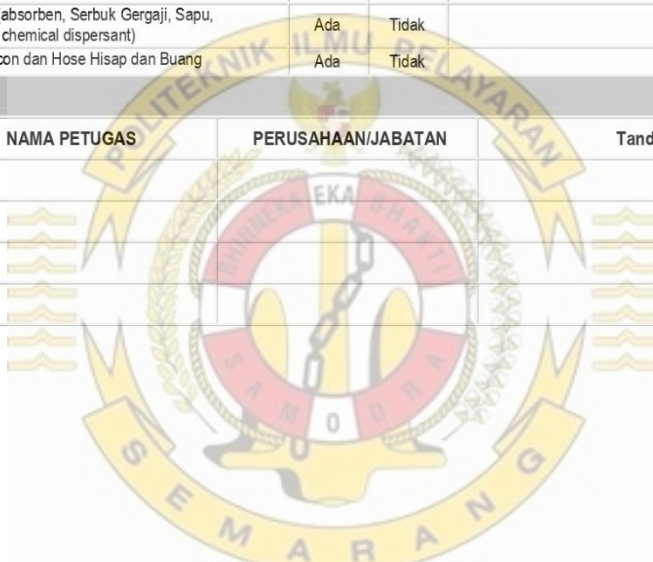 absorben, Serbuk Gergaji, Sapu,
chemical dispersant) Ada Tidak
con dan Hose Hisap dan Buang Ada Tidak
NAMA PETUGAS PERUSAHAAN/JABATAN Tand
POLITEKNIK ILMU PELAYARAN
BHINNEKA EKA BHAKTI
SAMODRA
SEMARANG